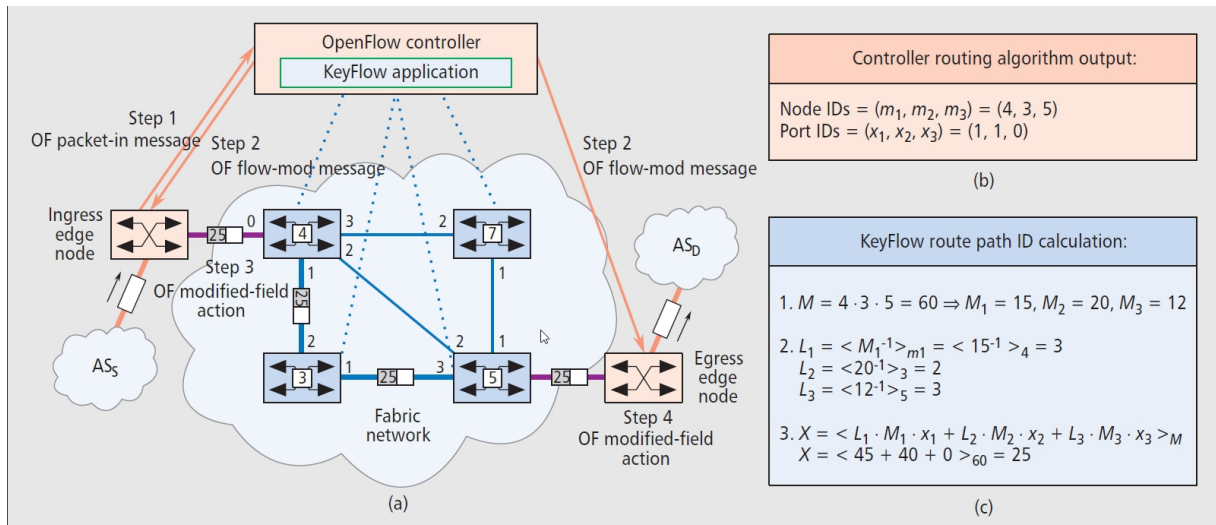 OpenFlow controller
KeyFlow application
Step 1
OF packet-in message
Step 2
OF flow-mod message
Step 2
OF flow-mod message
Ingress
edge
node
25
0
4
3
2
1
2
7
1
Step 3
OF modified-field
action
25
AS_S
2
3
1
25
3
2
1
5
25
AS_D
Egress
edge
node
Fabric
network
Step 4
OF modified-field
action
(a)
Controller routing algorithm output:
Node IDs = (m₁, m₂, m₃) = (4, 3, 5)
Port IDs = (x₁, x₂, x₃) = (1, 1, 0)
(b)
KeyFlow route path ID calculation:
1. M = 4 · 3 · 5 = 60 ⇒ M₁ = 15, M₂ = 20, M₃ = 12
2. L₁ = < M₁⁻¹>ₘ₁ = < 15⁻¹ >₄ = 3
L₂ = <20⁻¹>₃ = 2
L₃ = <12⁻¹>₅ = 3
3. X = < L₁ · M₁ · x₁ + L₂ · M₂ · x₂ + L₃ · M₃ · x₃ >_M
X = < 45 + 40 + 0 >₆₀ = 25
(c)